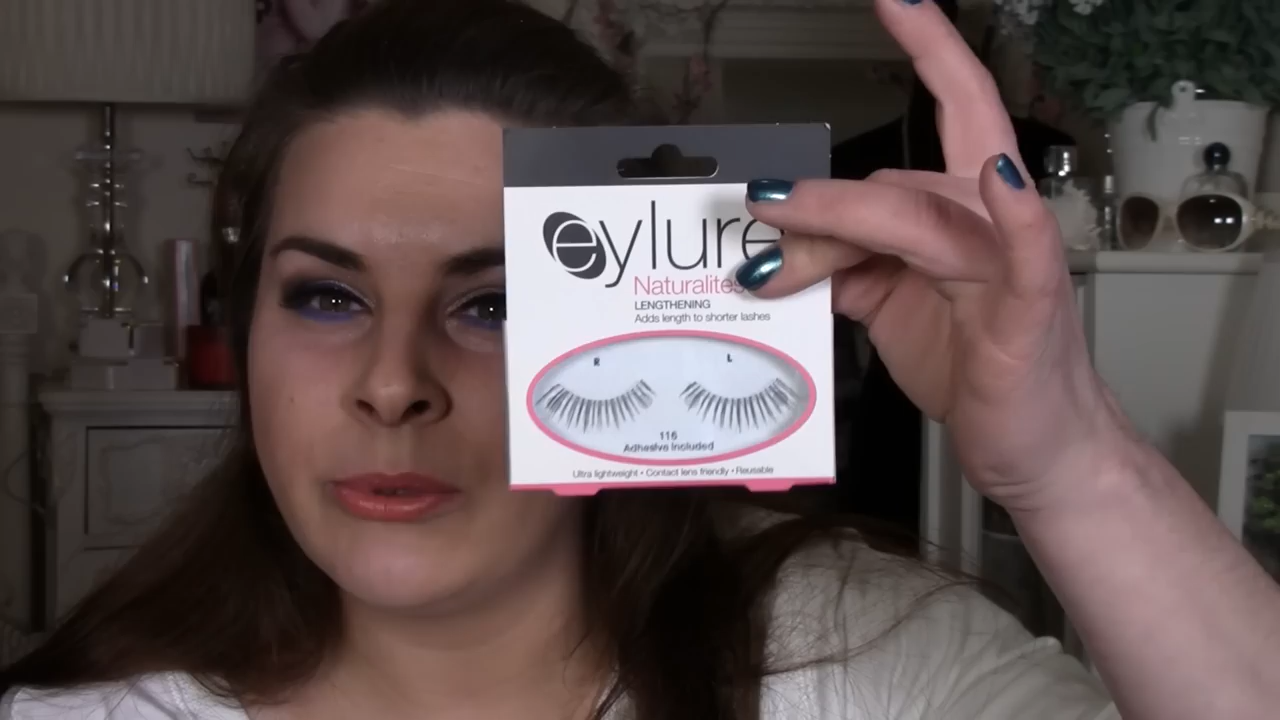 eylure
Naturalites
LENGTHENING
Adds length to shorter lashes
R L
116
Adhesive included
Ultra lightweight • Contact lens friendly • Reusable